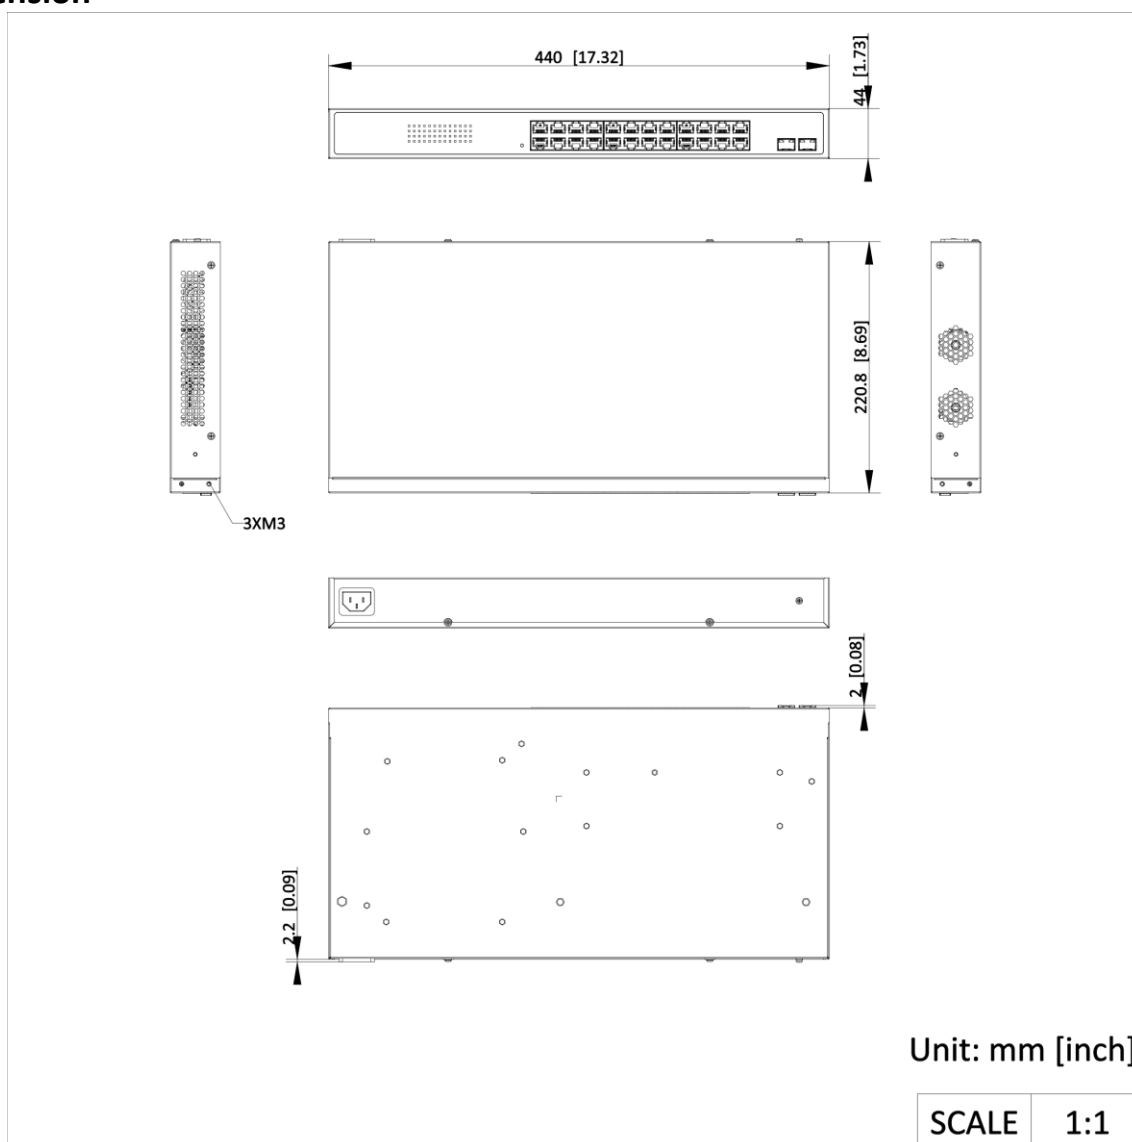 440 [17.32]
44 [1.73]
220.8 [8.69]
3XM3
2 [0.08]
2.2 [0.09]
Unit: mm [inch]
SCALE 1:1